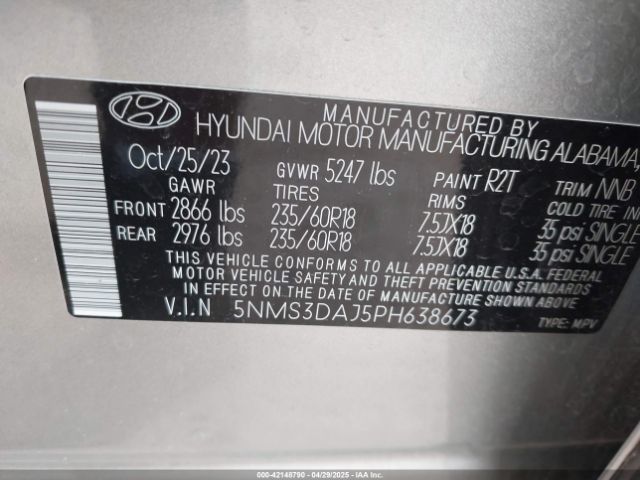 MANUFACTURED BY
HYUNDAI MOTOR MANUFACTURING ALABAMA,
Oct/25/23 GVWR 5247 lbs PAINT R2T TRIM NNB
GAWR TIRES RIMS COLD TIRE IN
FRONT 2866 lbs 235/60R18 7.5JX18 35 psi SINGLE
REAR 2976 lbs 235/60R18 7.5JX18 35 psi SINGLE
THIS VEHICLE CONFORMS TO ALL APPLICABLE U.S.A. FEDERAL
MOTOR VEHICLE SAFETY AND THEFT PREVENTION STANDARDS
IN EFFECT ON THE DATE OF MANUFACTURE SHOWN ABOVE.
V.I.N 5NMS3DAJ5PH638673 TYPE: MPV
000-42148790 04/29/2025 IAAI.COM